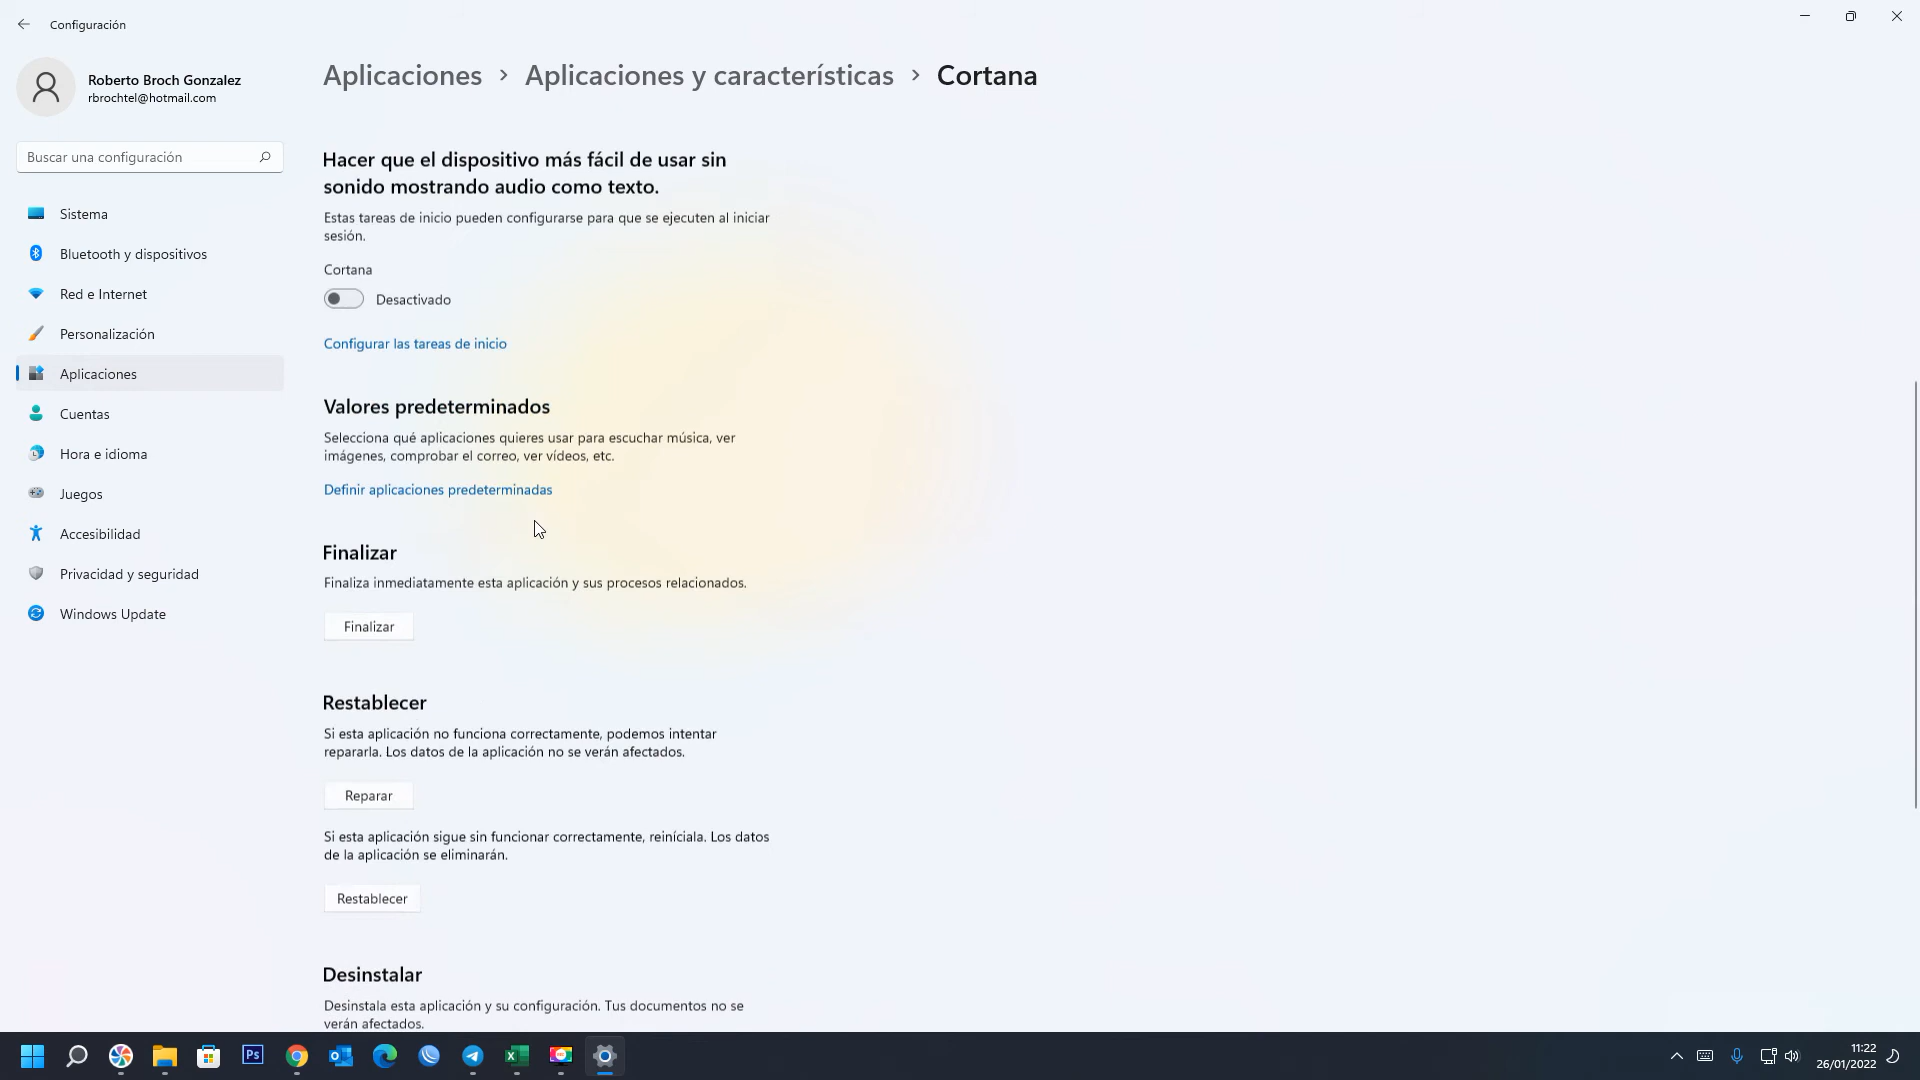 Configuración
Roberto Broch Gonzalez
rbrochtel@hotmail.com
Buscar una configuración
Sistema
Bluetooth y dispositivos
Red e Internet
Personalización
Aplicaciones
Cuentas
Hora e idioma
Juegos
Accesibilidad
Privacidad y seguridad
Windows Update
Aplicaciones > Aplicaciones y características > Cortana
Hacer que el dispositivo más fácil de usar sin
sonido mostrando audio como texto.
Estas tareas de inicio pueden configurarse para que se ejecuten al iniciar
sesión.
Cortana
Desactivado
Configurar las tareas de inicio
Valores predeterminados
Selecciona qué aplicaciones quieres usar para escuchar música, ver
imágenes, comprobar el correo, ver vídeos, etc.
Definir aplicaciones predeterminadas
Finalizar
Finaliza inmediatamente esta aplicación y sus procesos relacionados.
Finalizar
Restablecer
Si esta aplicación no funciona correctamente, podemos intentar
repararla. Los datos de la aplicación no se verán afectados.
Reparar
Si esta aplicación sigue sin funcionar correctamente, reiníciala. Los datos
de la aplicación se eliminarán.
Restablecer
Desinstalar
Desinstala esta aplicación y su configuración. Tus documentos no se
verán afectados.
Ps
11:22
26/01/2022